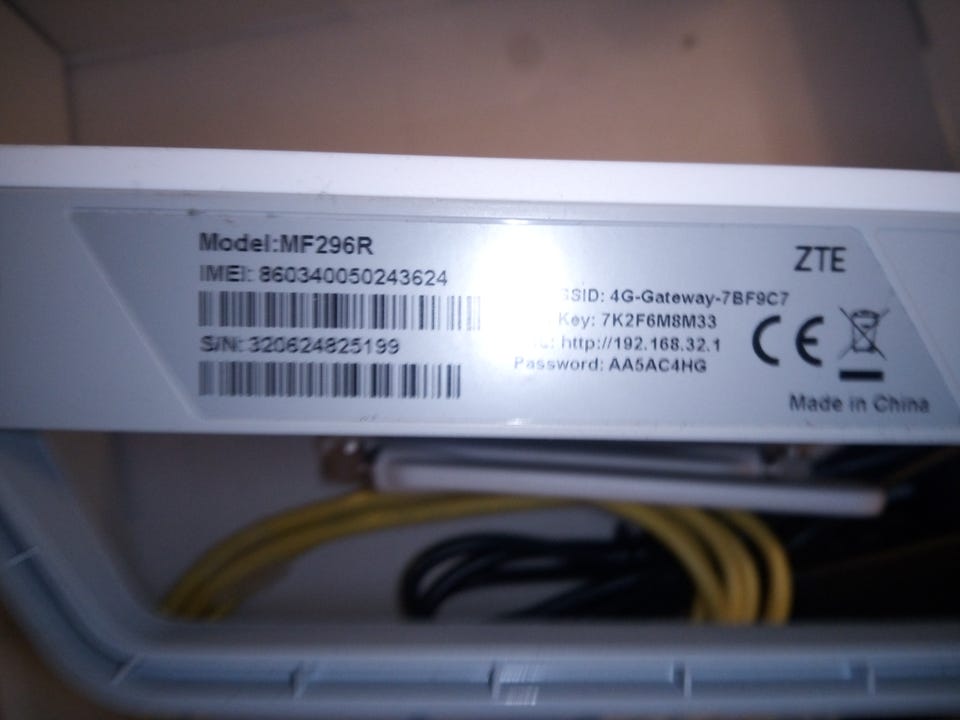 Model:MF296R
IMEI: 860340050243624
S/N: 320624825199
ZTE
SSID: 4G-Gateway-7BF9C7
Key: 7K2F6M8M33
http://192.168.32.1
Password: AA5AC4HG
CE
Made in China